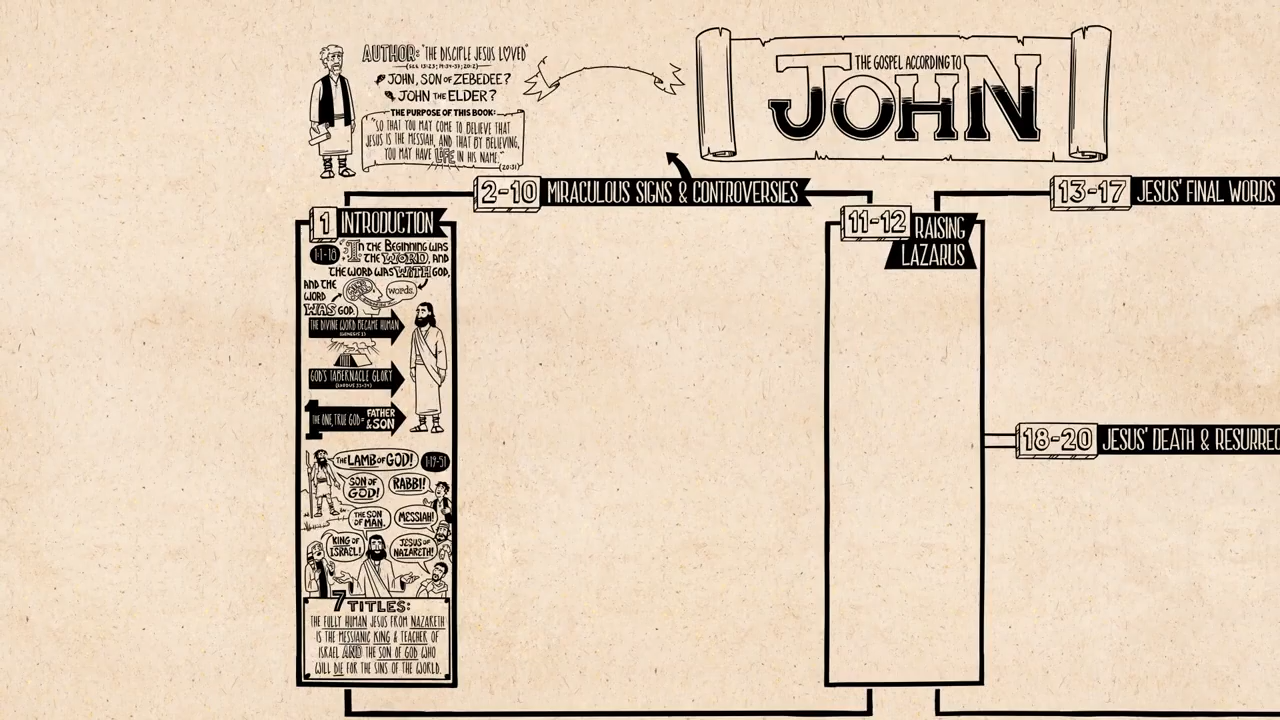 AUTHOR: "THE DISCIPLE JESUS LOVED"
JOHN, SON OF ZEBEDEE?
JOHN THE ELDER?
THE PURPOSE OF THIS BOOK:
"SO THAT YOU MAY COME TO BELIEVE THAT
JESUS IS THE MESSIAH, AND THAT BY BELIEVING,
YOU MAY HAVE LIFE IN HIS NAME."
(20:31)
THE GOSPEL ACCORDING TO
JOHN
2-10 MIRACULOUS SIGNS & CONTROVERSIES
13-17 JESUS' FINAL WORDS
1 INTRODUCTION
1:1-18 "IN THE BEGINNING WAS
THE WORD, AND
THE WORD WAS WITH GOD,
AND THE
WORD
WAS GOD.
words.
THE DIVINE WORD BECAME HUMAN
(GENESIS 1)
GOD'S TABERNACLE GLORY
1 THE ONE, TRUE GOD = FATHER
& SON
THE LAMB OF GOD! 1:19-51
SON OF
GOD!
RABBI!
THE SON
OF MAN.
MESSIAH!
KING OF
ISRAEL!
JESUS OF
NAZARETH!
7 TITLES:
THE FULLY HUMAN JESUS FROM NAZARETH
IS THE MESSIANIC KING & TEACHER OF
ISRAEL AND THE SON OF GOD WHO
WILL DIE FOR THE SINS OF THE WORLD.
11-12 RAISING
LAZARUS
18-20 JESUS' DEATH & RESURREC